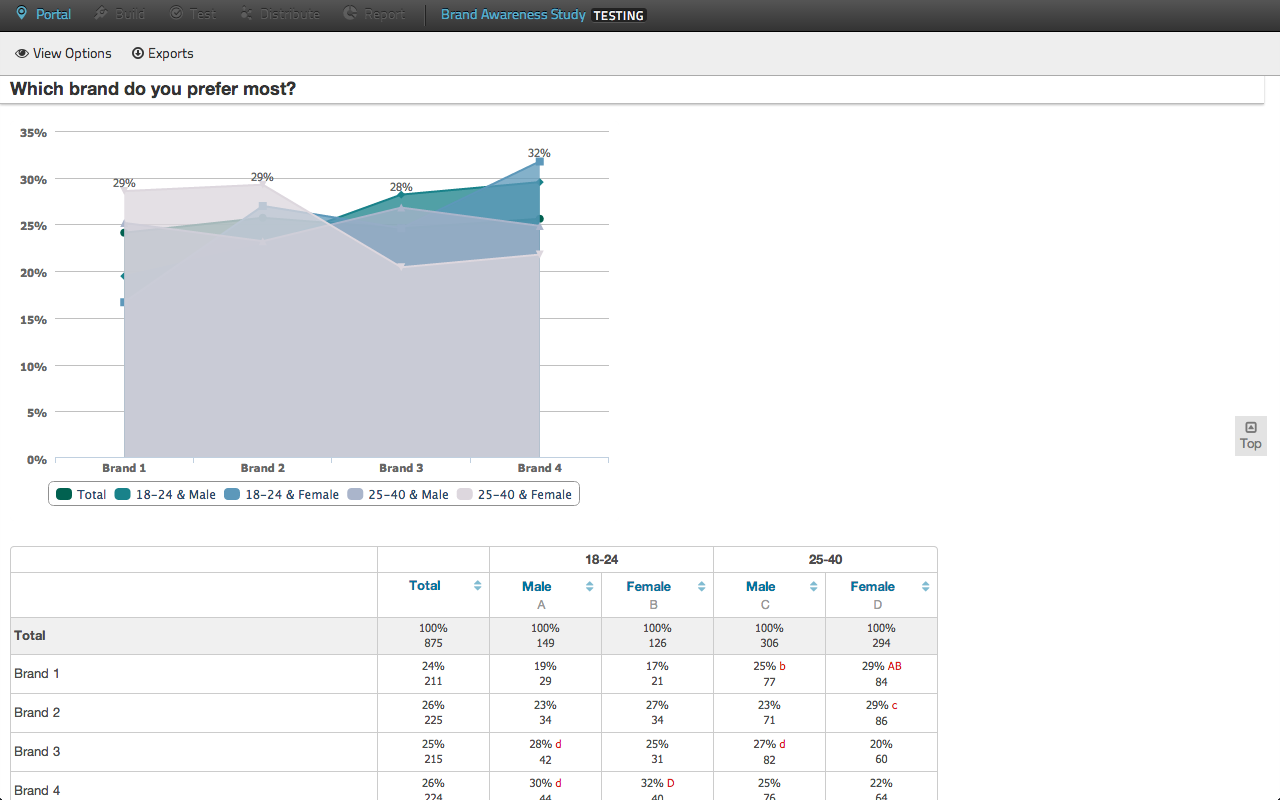 Portal Build Test Distribute Report Brand Awareness Study TESTING
View Options Exports
Which brand do you prefer most?
35%
30%
25%
20%
15%
10%
5%
0%
29% 29% 28% 32%
Brand 1 Brand 2 Brand 3 Brand 4
Total 18-24 & Male 18-24 & Female 25-40 & Male 25-40 & Female
Top
18-24 25-40
Total Male Female Male Female
A B C D
Total 100% 100% 100% 100% 100%
875 149 126 306 294
Brand 1 24% 19% 17% 25% b 29% AB
211 29 21 77 84
Brand 2 26% 23% 27% 23% 29% c
225 34 34 71 86
Brand 3 25% 28% d 25% 27% d 20%
215 42 31 82 60
Brand 4 26% 30% d 32% D 25% 22%
224 44 40 76 64